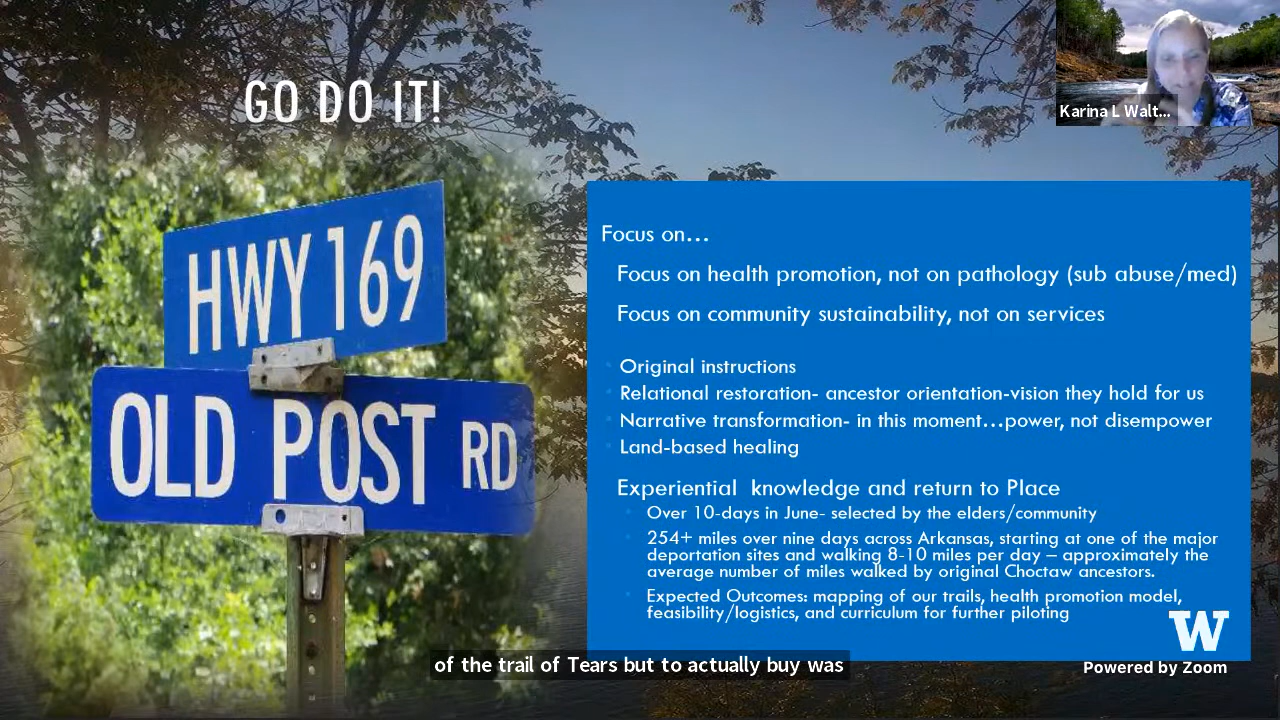 Karina L Walt...
GO DO IT!
HWY 169
OLD POST RD
Focus on...
Focus on health promotion, not on pathology (sub abuse/med)
Focus on community sustainability, not on services
Original instructions
Relational restoration- ancestor orientation-vision they hold for us
Narrative transformation- in this moment...power, not disempower
Land-based healing
Experiential  knowledge and return to Place
Over 10-days in June- selected by the elders/community
254+ miles over nine days across Arkansas, starting at one of the major
deportation sites and walking 8-10 miles per day – approximately the
average number of miles walked by original Choctaw ancestors.
Expected Outcomes: mapping of our trails, health promotion model,
feasibility/logistics, and curriculum for further piloting
W
of the trail of Tears but to actually buy was
Powered by Zoom